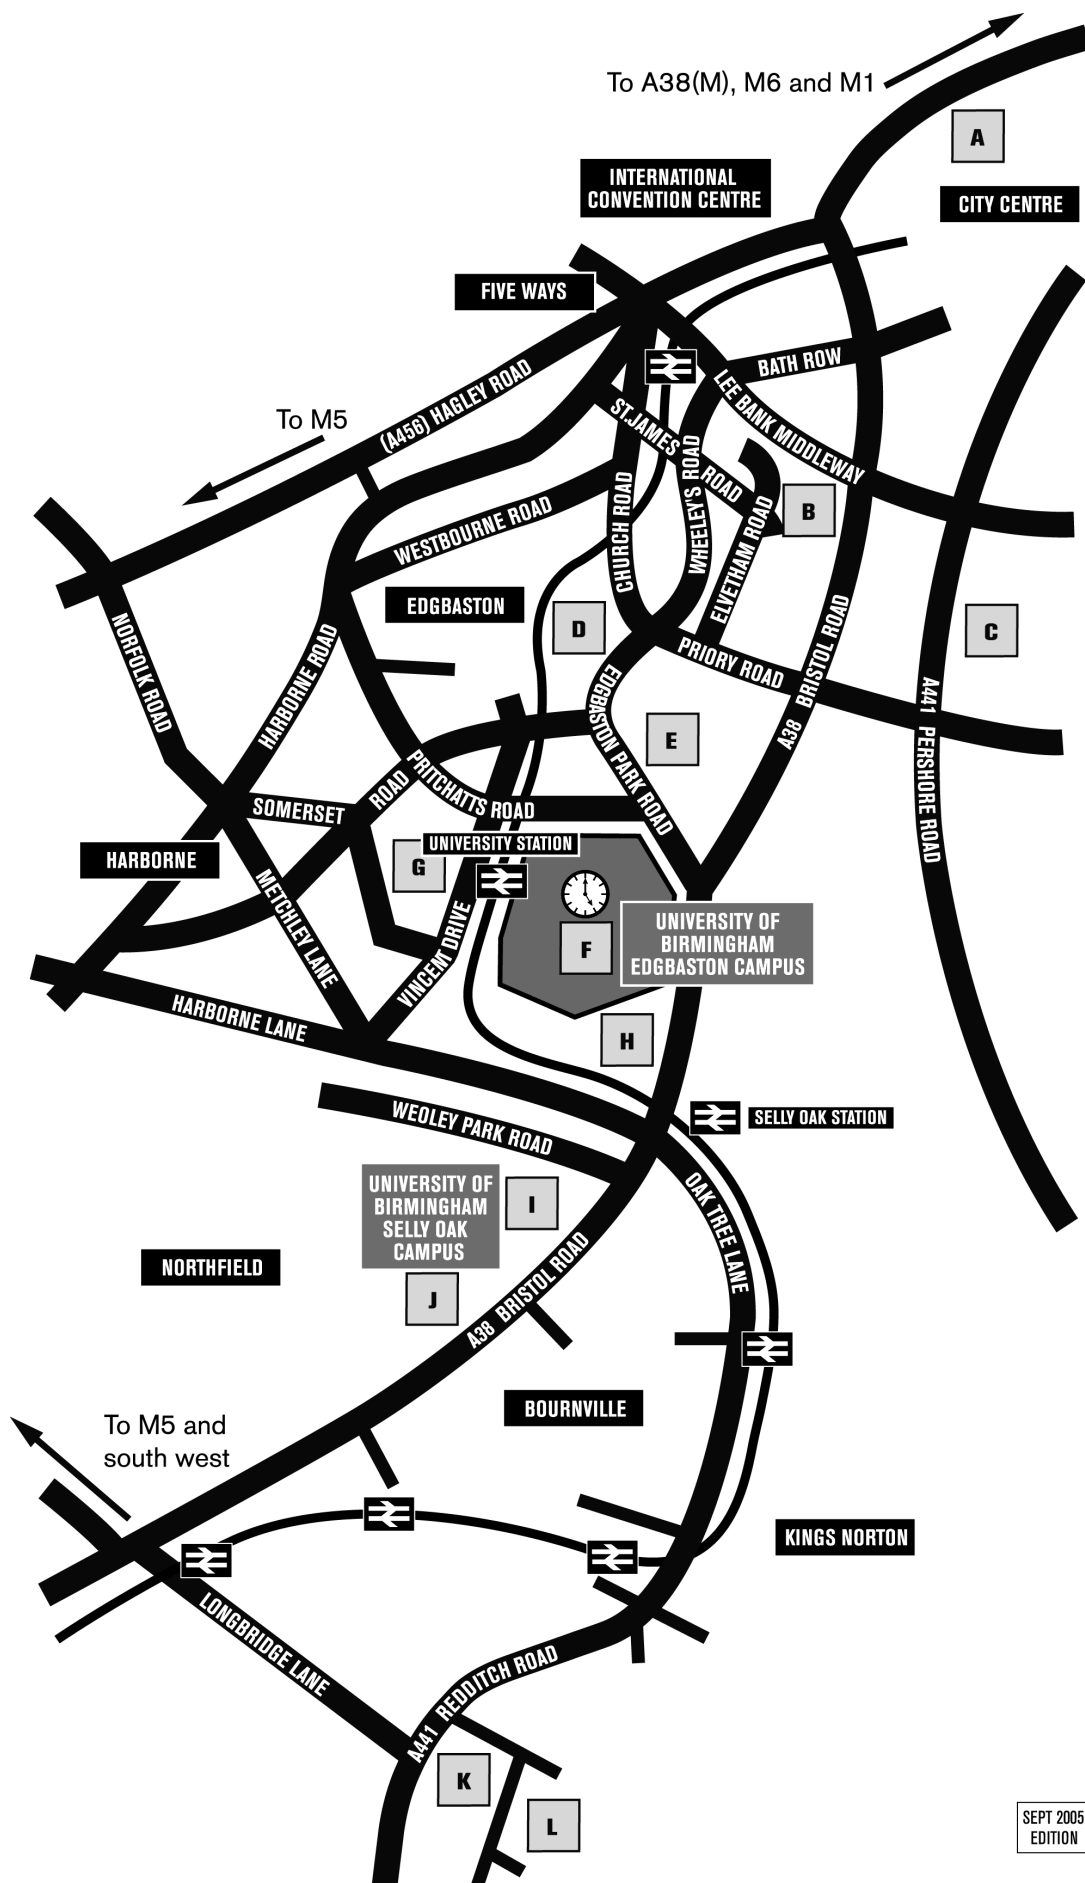 To A38(M), M6 and M1
A
INTERNATIONAL
CONVENTION CENTRE
CITY CENTRE
FIVE WAYS
BATH ROW
(A456) HAGLEY ROAD
LEE BANK MIDDLEWAY
To M5
ST.JAMES ROAD
WHEELEY'S ROAD
B
WESTBOURNE ROAD
CHURCH ROAD
ELVETHAM ROAD
EDGBASTON
D
C
NORFOLK ROAD
HARBORNE ROAD
PRIORY ROAD
A38 BRISTOL ROAD
A441 PERSHORE ROAD
EDGBASTON PARK ROAD
E
PRITCHATTS ROAD
SOMERSET ROAD
UNIVERSITY STATION
HARBORNE
G
METCHLEY LANE
VINCENT DRIVE
F
UNIVERSITY OF
BIRMINGHAM
EDGBASTON CAMPUS
HARBORNE LANE
H
WEOLEY PARK ROAD
SELLY OAK STATION
UNIVERSITY OF
BIRMINGHAM
SELLY OAK
CAMPUS
I
OAK TREE LANE
NORTHFIELD
J
A38 BRISTOL ROAD
BOURNVILLE
To M5 and
south west
KINGS NORTON
LONGBRIDGE LANE
A441 REDDITCH ROAD
K
L
SEPT 2005
EDITION